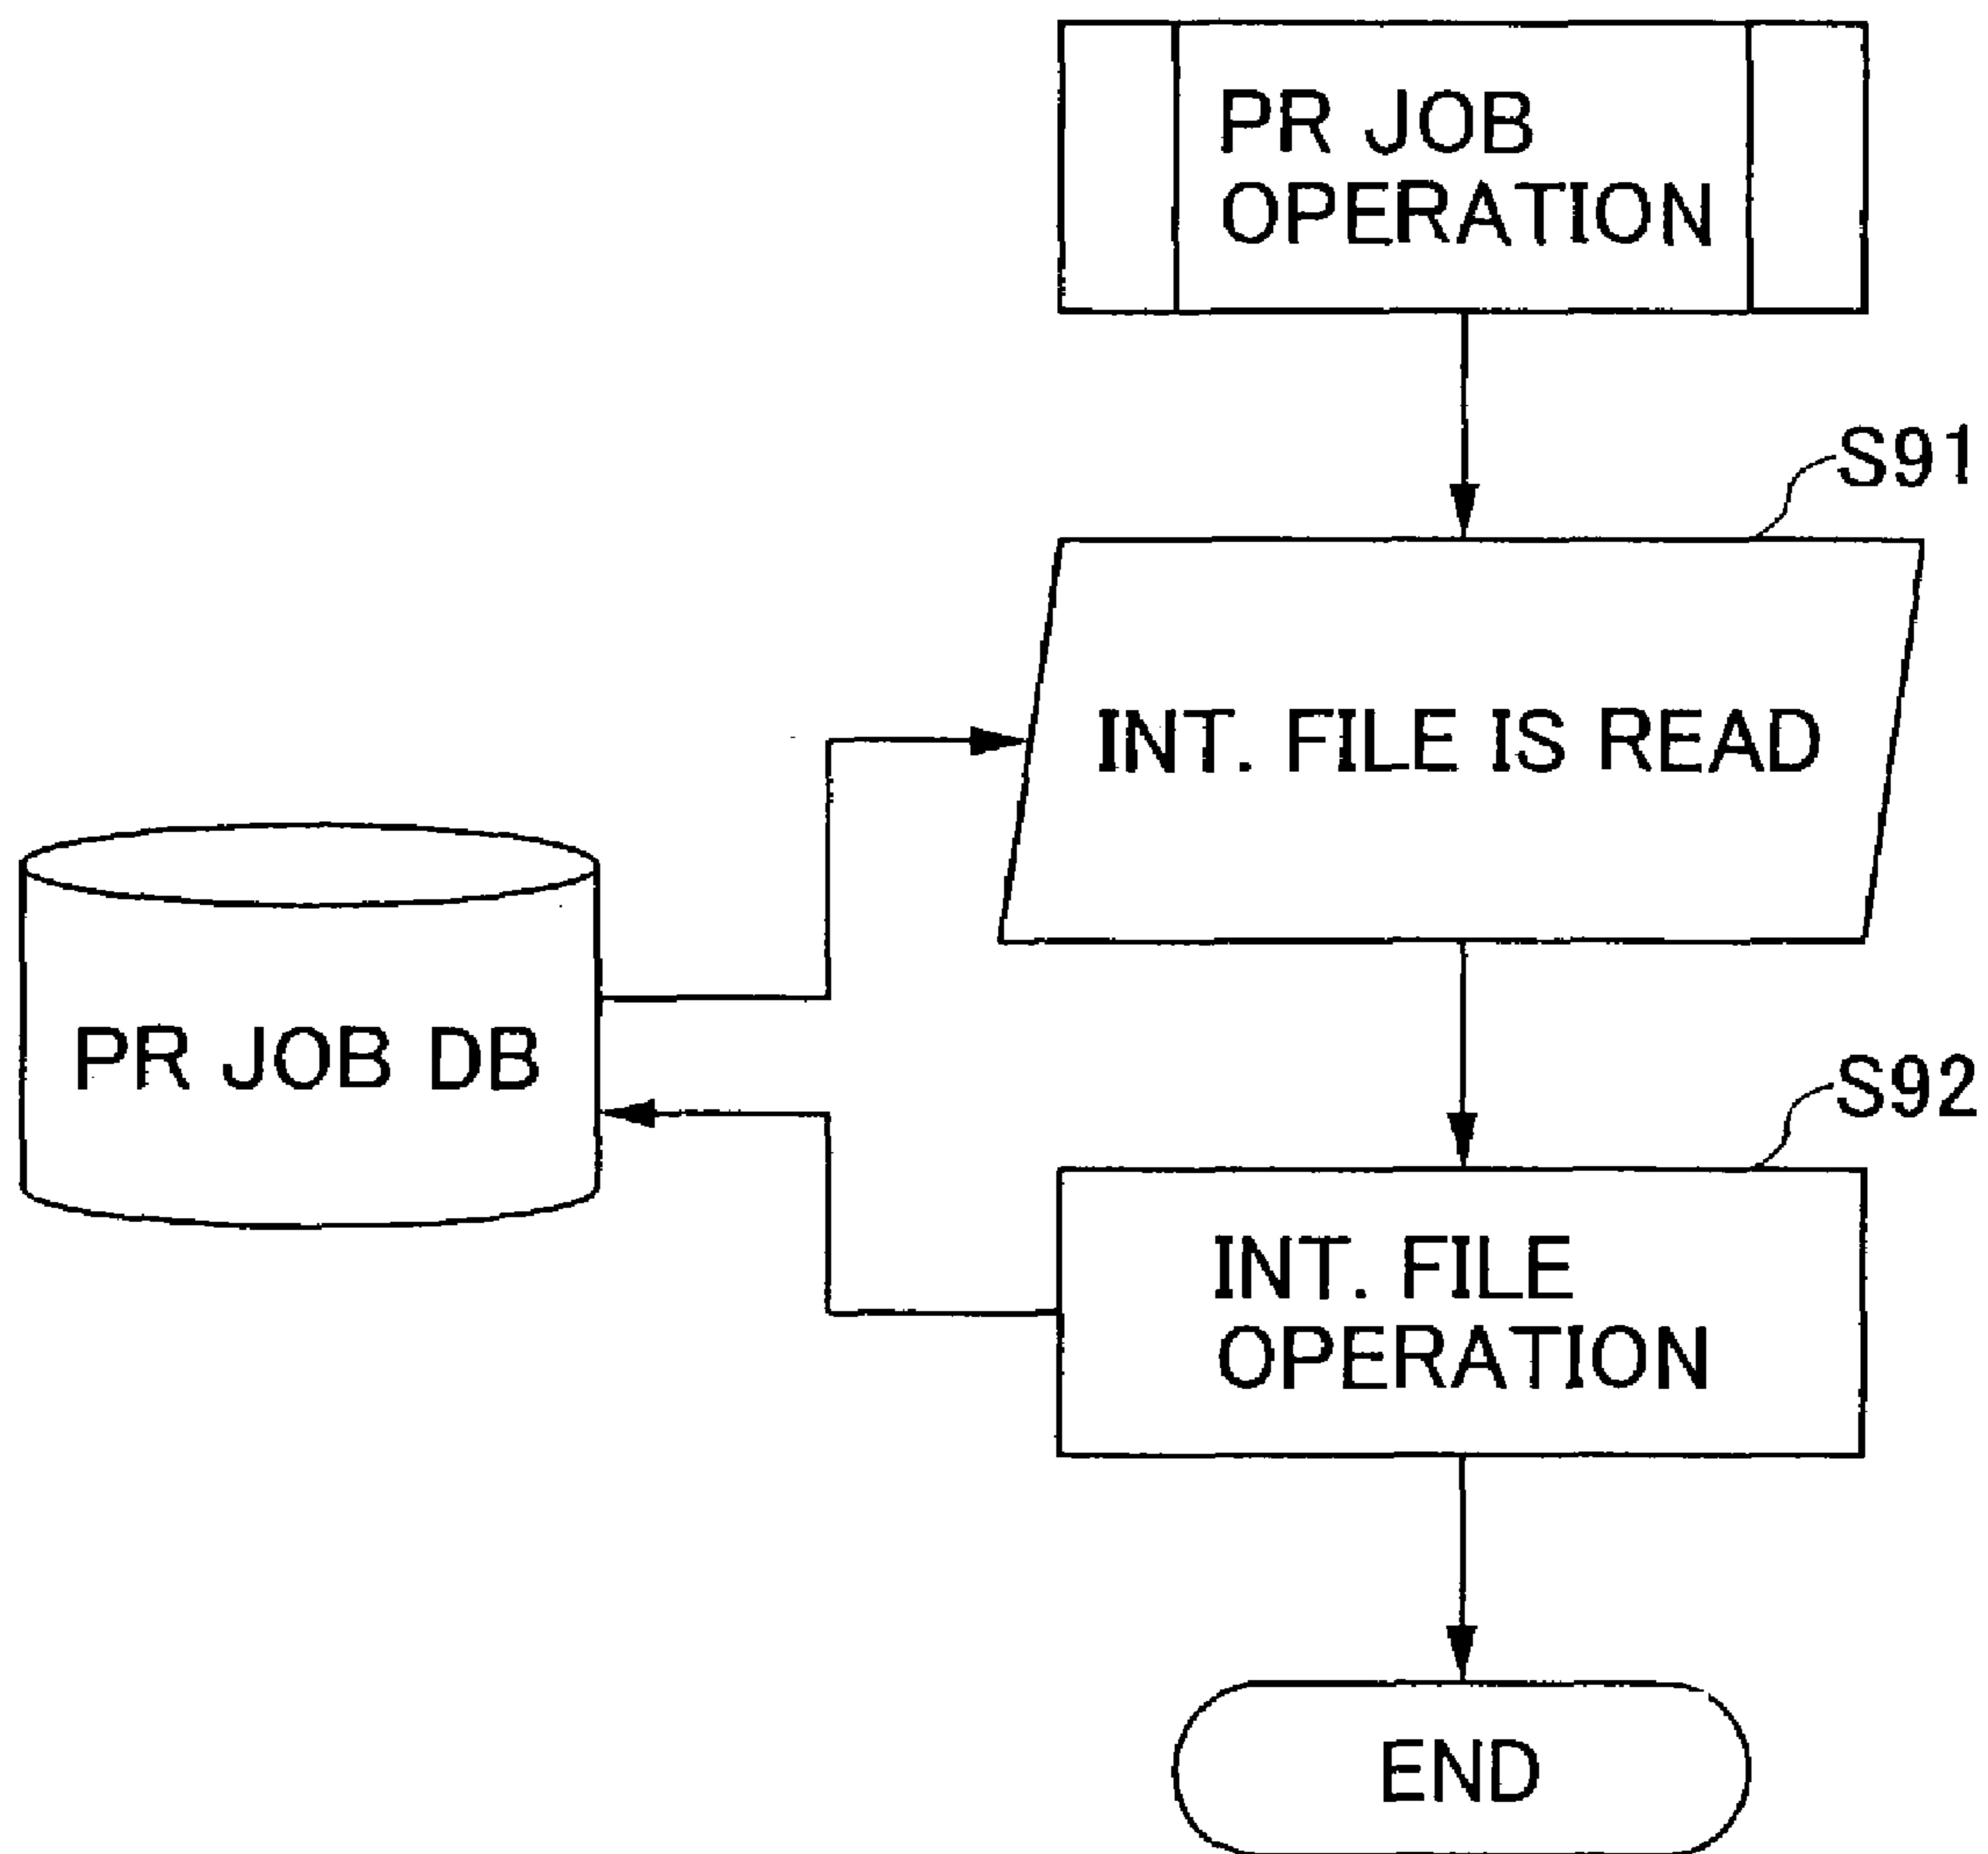 PR JOB
OPERATION
S91
INT. FILE IS READ
PR JOB DB
S92
INT. FILE
OPERATION
END